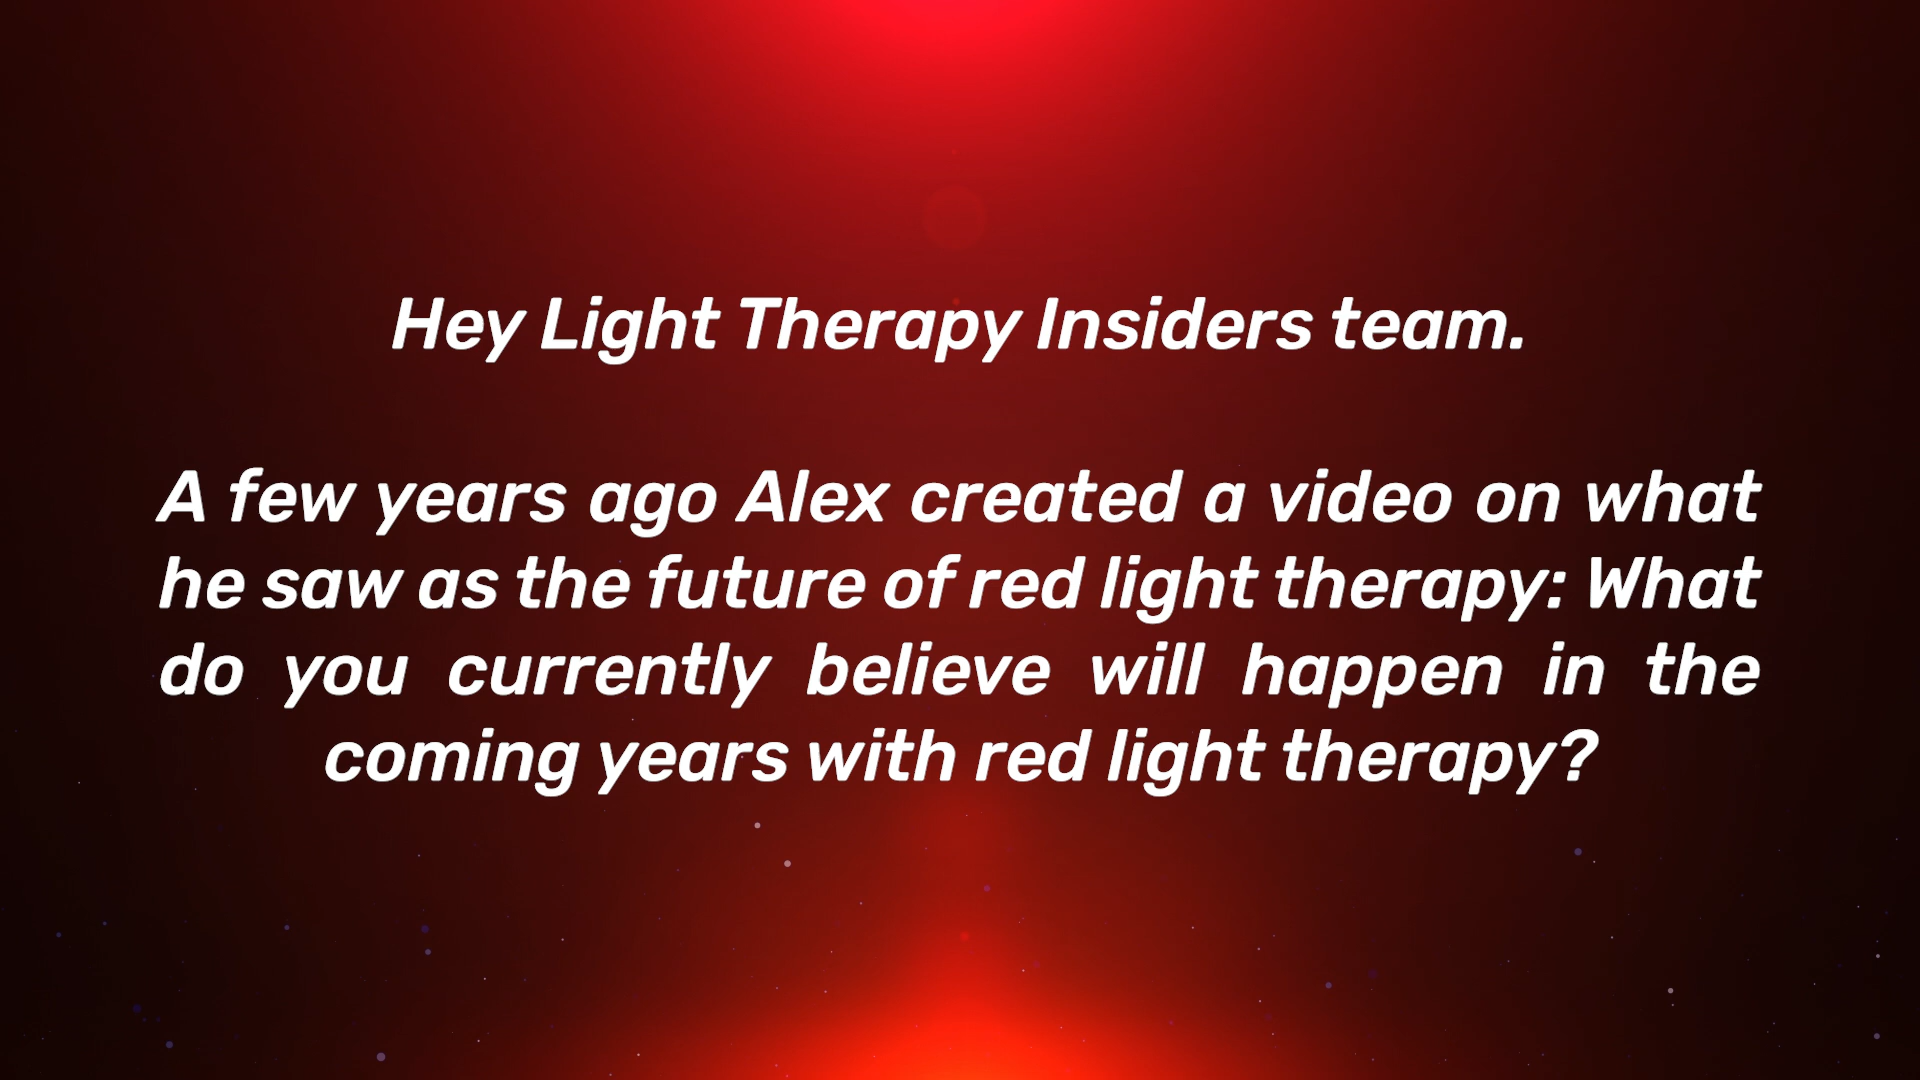 Hey Light Therapy Insiders team.
A few years ago Alex created a video on what
he saw as the future of red light therapy: What
do you currently believe will happen in the
coming years with red light therapy?